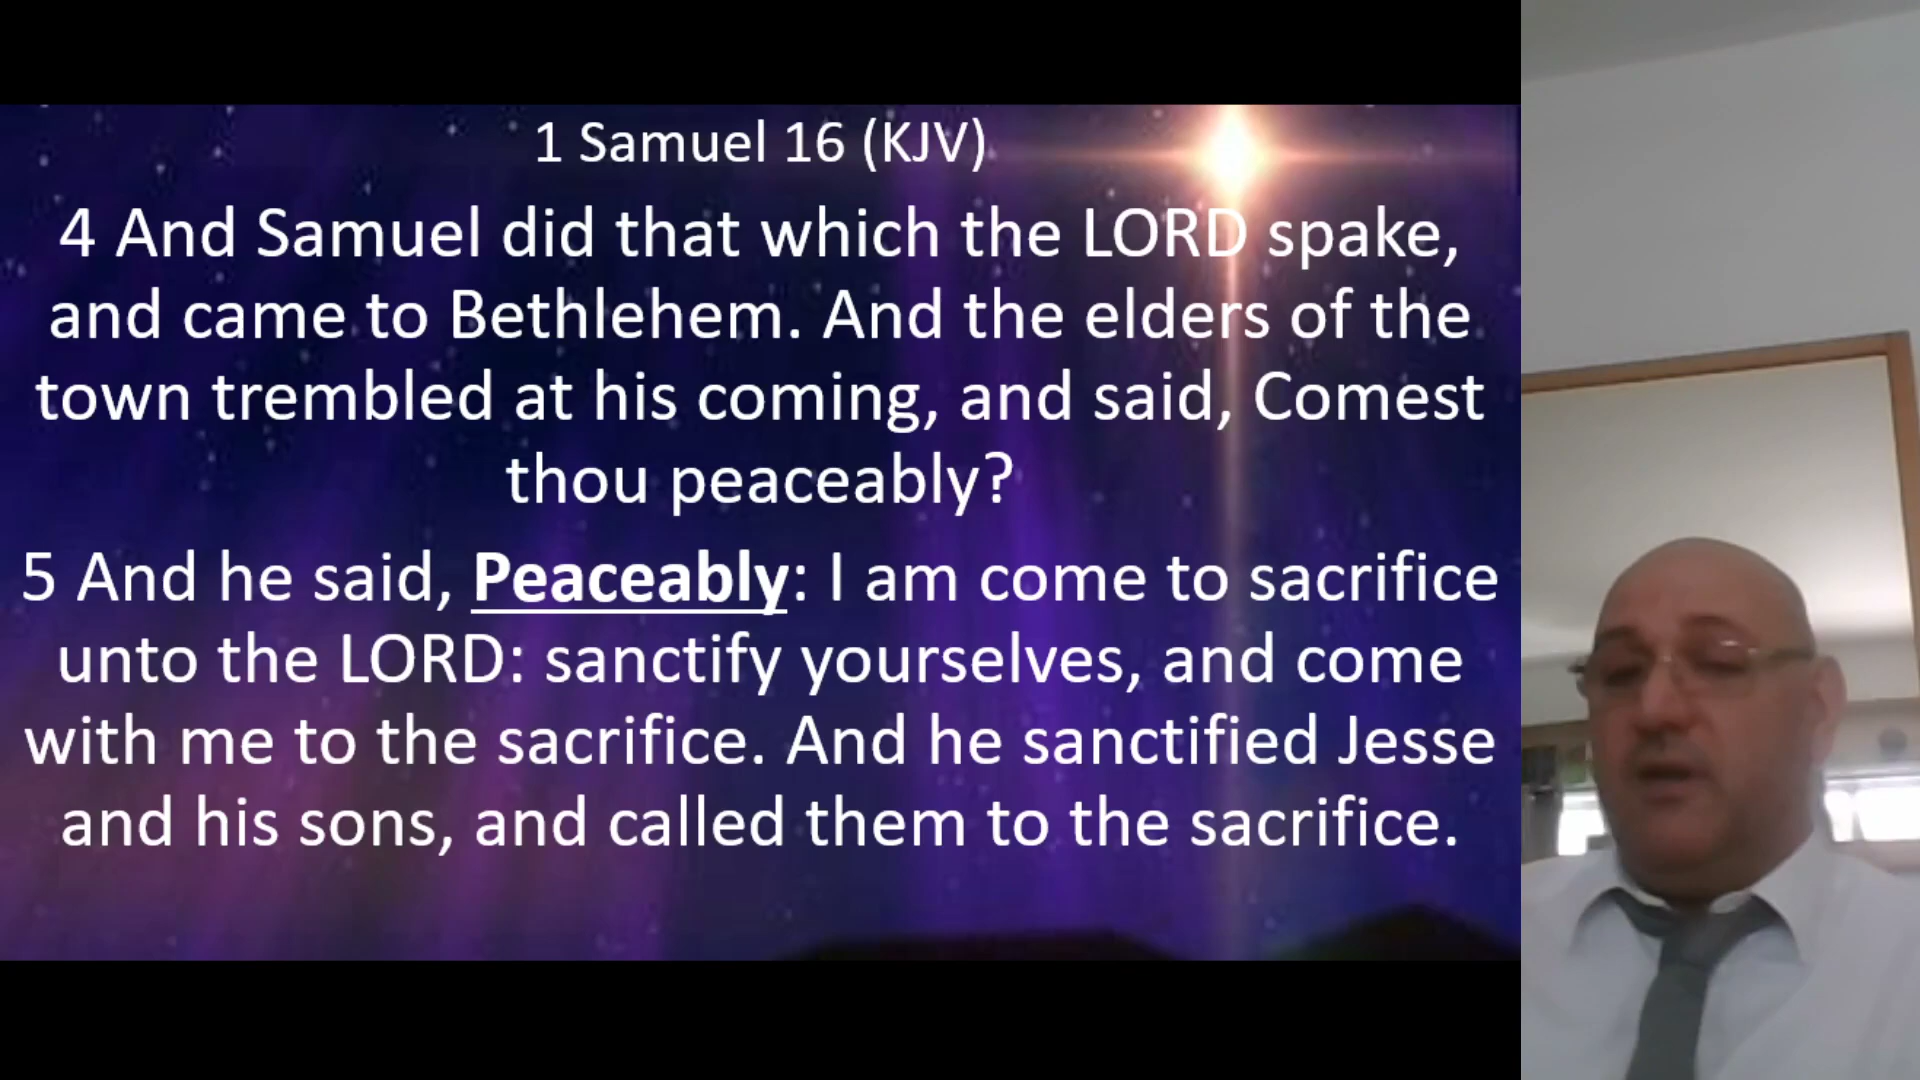 1 Samuel 16 (KJV)
4 And Samuel did that which the LORD spake,
and came to Bethlehem. And the elders of the
town trembled at his coming, and said, Comest
thou peaceably?
5 And he said, Peaceably: I am come to sacrifice
unto the LORD: sanctify yourselves, and come
with me to the sacrifice. And he sanctified Jesse
and his sons, and called them to the sacrifice.